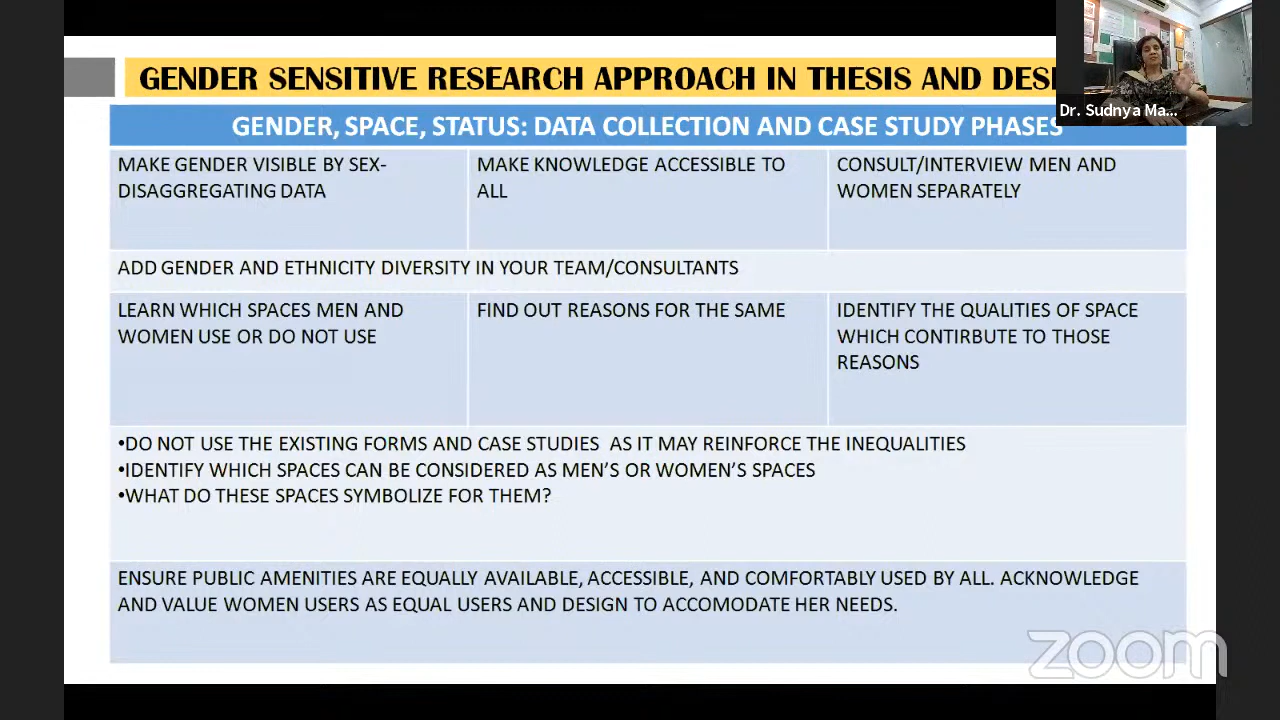 GENDER SENSITIVE RESEARCH APPROACH IN THESIS AND DESI
Dr. Sudnya Ma...
GENDER, SPACE, STATUS: DATA COLLECTION AND CASE STUDY PHASES
MAKE GENDER VISIBLE BY SEX-
DISAGGREGATING DATA
MAKE KNOWLEDGE ACCESSIBLE TO
ALL
CONSULT/INTERVIEW MEN AND
WOMEN SEPARATELY
ADD GENDER AND ETHNICITY DIVERSITY IN YOUR TEAM/CONSULTANTS
LEARN WHICH SPACES MEN AND
WOMEN USE OR DO NOT USE
FIND OUT REASONS FOR THE SAME
IDENTIFY THE QUALITIES OF SPACE
WHICH CONTIRBUTE TO THOSE
REASONS
•DO NOT USE THE EXISTING FORMS AND CASE STUDIES AS IT MAY REINFORCE THE INEQUALITIES
•IDENTIFY WHICH SPACES CAN BE CONSIDERED AS MEN'S OR WOMEN'S SPACES
•WHAT DO THESE SPACES SYMBOLIZE FOR THEM?
ENSURE PUBLIC AMENITIES ARE EQUALLY AVAILABLE, ACCESSIBLE, AND COMFORTABLY USED BY ALL. ACKNOWLEDGE
AND VALUE WOMEN USERS AS EQUAL USERS AND DESIGN TO ACCOMODATE HER NEEDS.
zoom